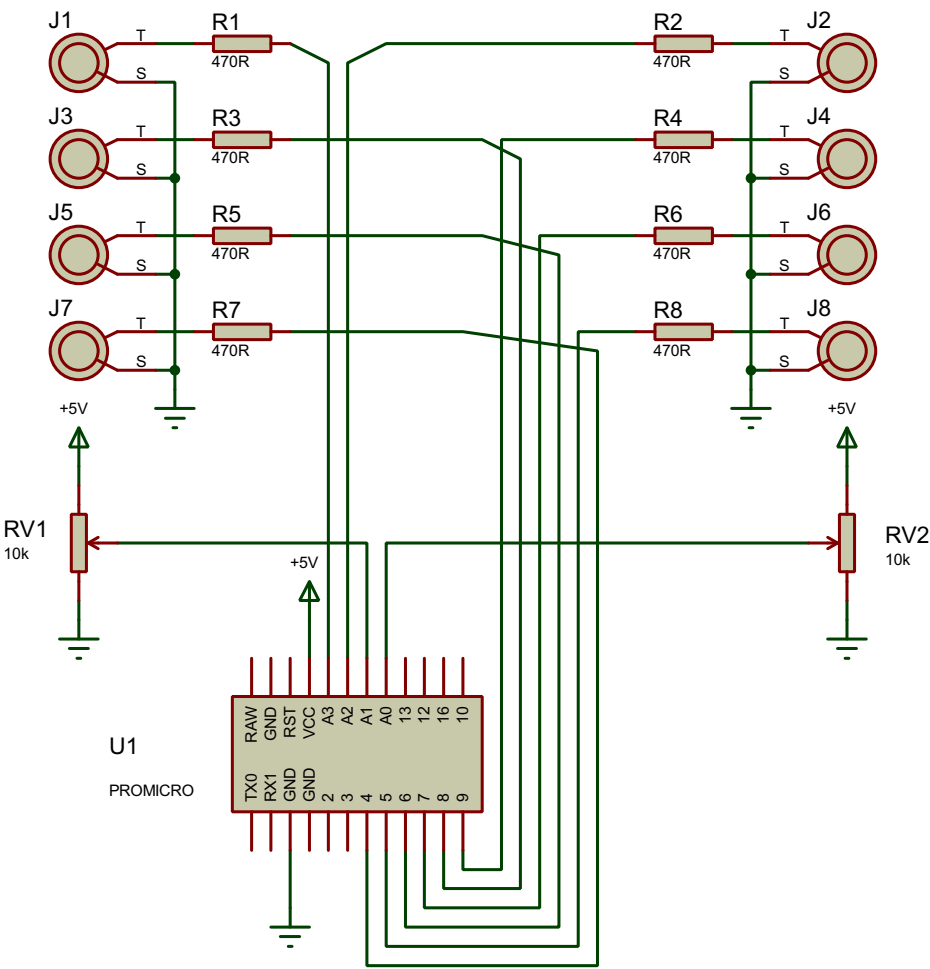 J1 R1 R2 J2
T T
470R 470R
S S
J3 R3 R4 J4
T T
470R 470R
S S
J5 R5 R6 J6
T T
470R 470R
S S
J7 R7 R8 J8
T T
470R 470R
S S
+5V +5V
RV1 RV2
10k 10k
+5V
RAW GND RST VCC A3 A2 A1 A0 13 12 16 10
U1
PROMICRO
TX0 RX1 GND GND 2 3 4 5 6 7 8 9